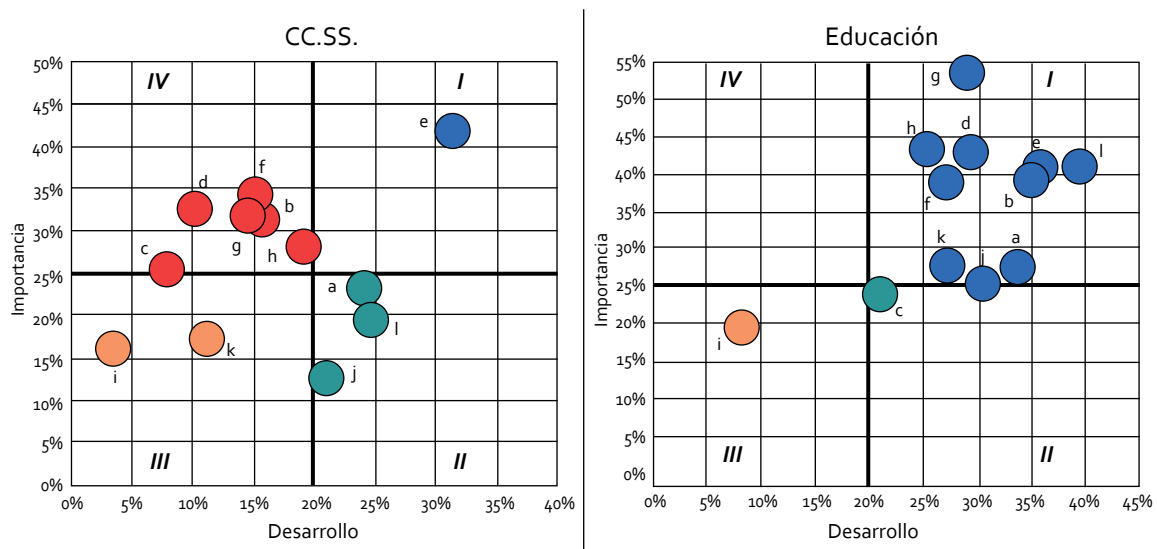 CC.SS.
50%
45%
40%
35%
30%
25%
20%
15%
10%
5%
0%
Importancia
IV
I
III
II
e
f
d
b
g
h
c
a
l
k
i
j
0% 5% 10% 15% 20% 25% 30% 35% 40%
Desarrollo
Educación
55%
50%
45%
40%
35%
30%
25%
20%
15%
10%
5%
0%
Importancia
IV
I
III
II
g
h
d
e
l
f
b
k
j
a
c
i
0% 5% 10% 15% 20% 25% 30% 35% 40% 45%
Desarrollo